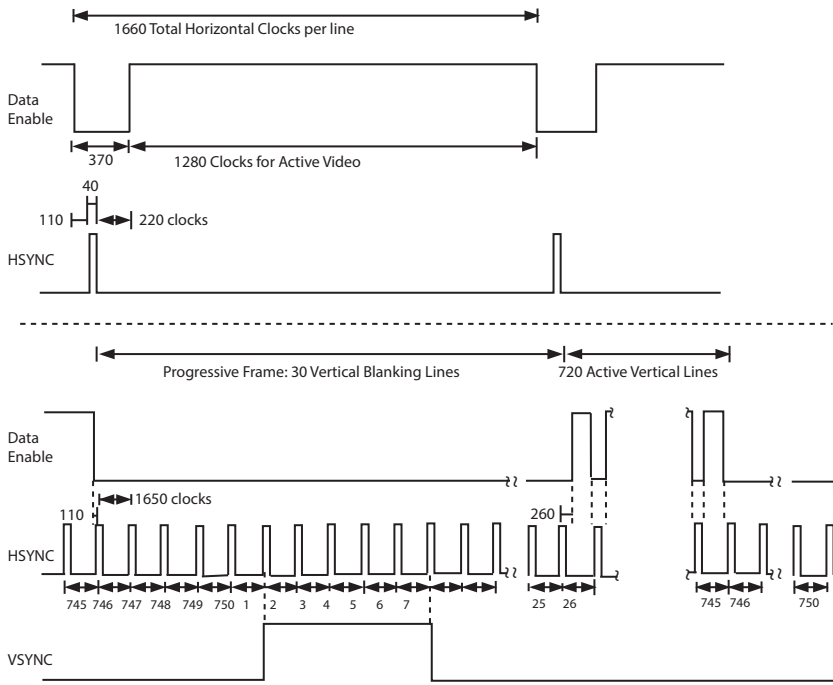 1660 Total Horizontal Clocks per line
Data
Enable
370
1280 Clocks for Active Video
40
110
220 clocks
HSYNC
Progressive Frame: 30 Vertical Blanking Lines
720 Active Vertical Lines
Data
Enable
1650 clocks
110
260
HSYNC
745 746 747 748 749 750 1 2 3 4 5 6 7 25 26 745 746 750
VSYNC